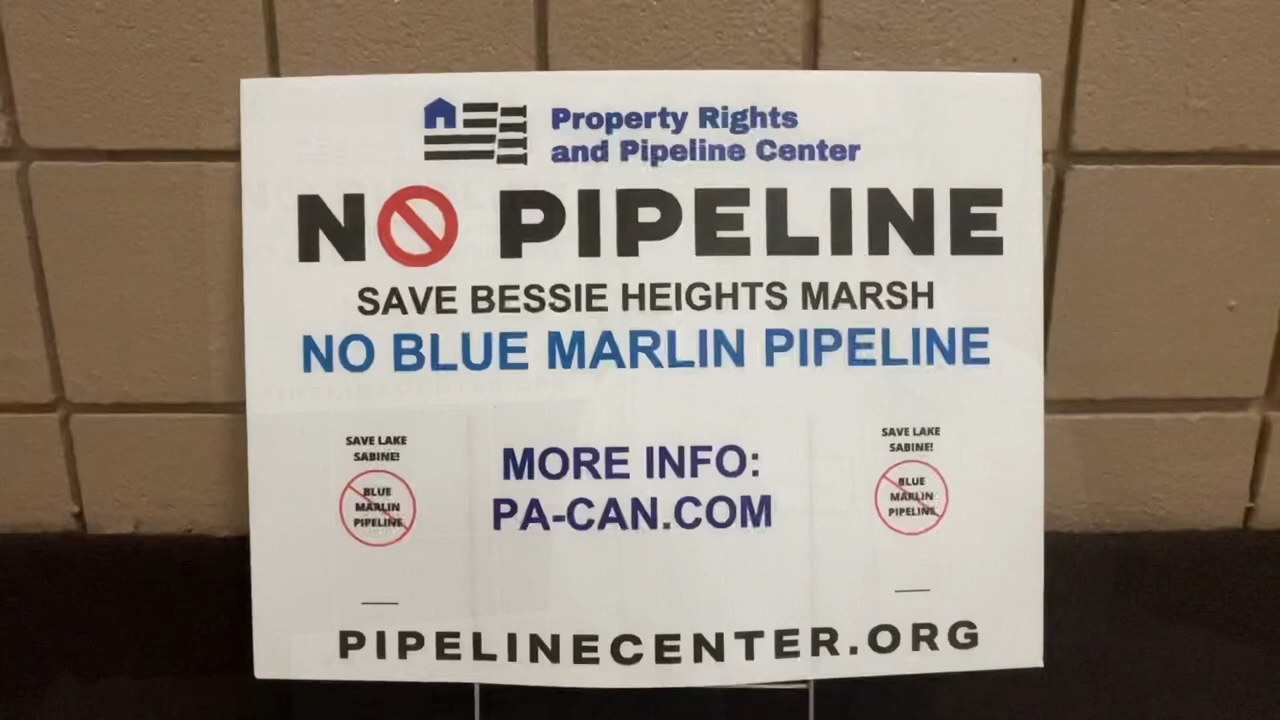 Property Rights
and Pipeline Center
NO PIPELINE
SAVE BESSIE HEIGHTS MARSH
NO BLUE MARLIN PIPELINE
SAVE LAKE
SABINE!
BLUE
MARLIN
PIPELINE
MORE INFO:
PA-CAN.COM
SAVE LAKE
SABINE!
BLUE
MARLIN
PIPELINE
PIPELINECENTER.ORG